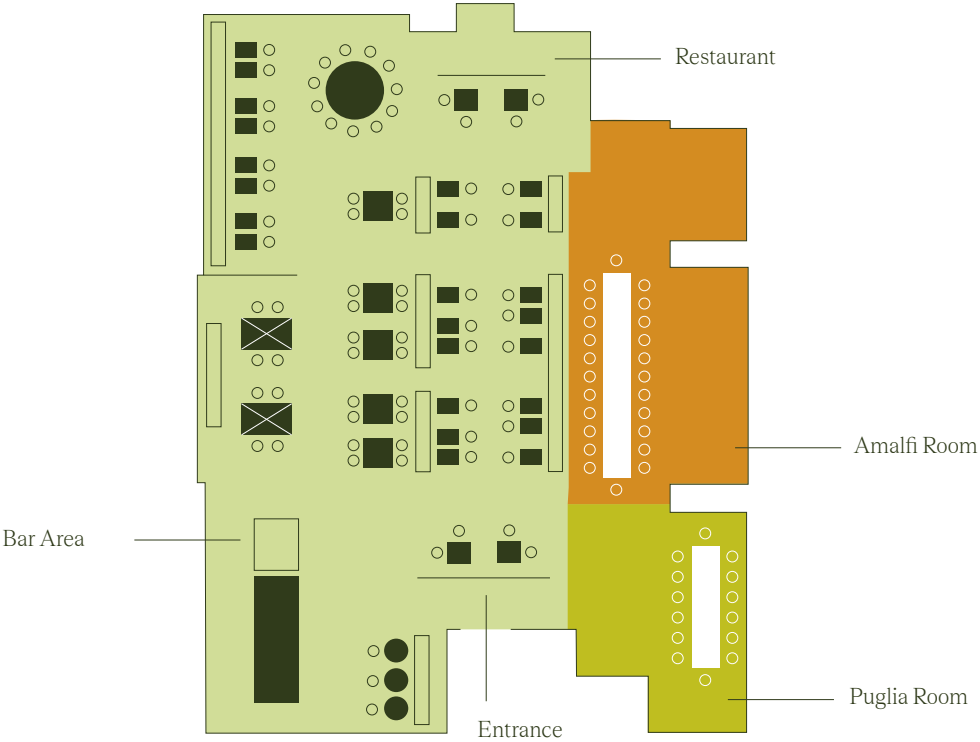 Restaurant
Amalfi Room
Bar Area
Puglia Room
Entrance